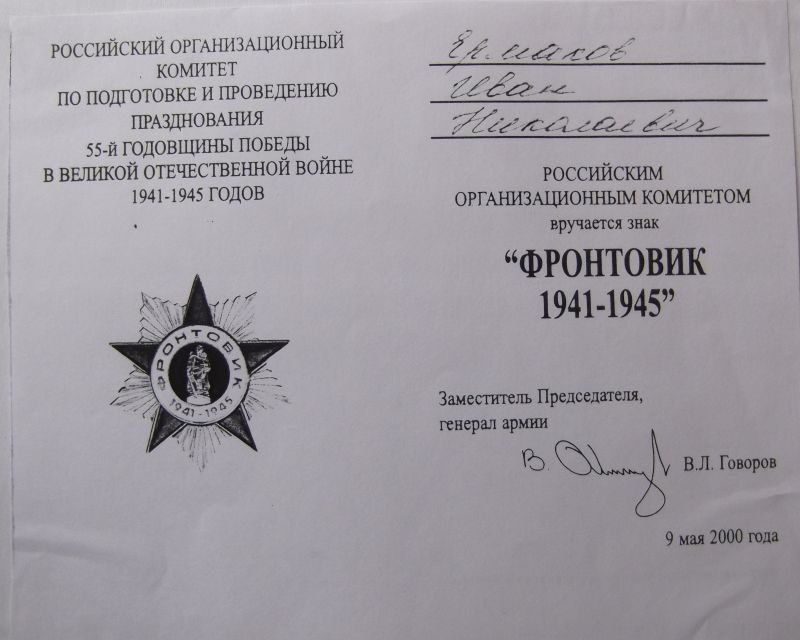 РОССИЙСКИЙ ОРГАНИЗАЦИОННЫЙ
КОМИТЕТ
ПО ПОДГОТОВКЕ И ПРОВЕДЕНИЮ
ПРАЗДНОВАНИЯ
55-й ГОДОВЩИНЫ ПОБЕДЫ
В ВЕЛИКОЙ ОТЕЧЕСТВЕННОЙ ВОЙНЕ
1941-1945 ГОДОВ
ФРОНТОВИК
1941-1945
Ермаков
Иван
Николаевич
РОССИЙСКИМ
ОРГАНИЗАЦИОННЫМ КОМИТЕТОМ
вручается знак
“ФРОНТОВИК
1941-1945”
Заместитель Председателя,
генерал армии
В.Л. Говоров
9 мая 2000 года